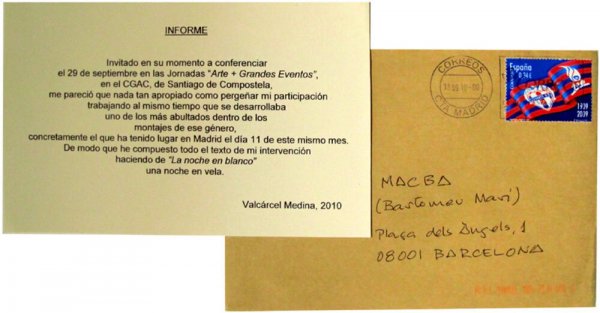 INFORME
Invitado en su momento a conferenciar
el 29 de septiembre en las Jornadas "Arte + Grandes Eventos",
en el CGAC, de Santiago de Compostela,
me pareció que nada tan apropiado como pergeñar mi participación
trabajando al mismo tiempo que se desarrollaba
uno de los más abultados dentro de los
montajes de ese género,
concretamente el que ha tenido lugar en Madrid el día 11 de este mismo mes.
De modo que he compuesto todo el texto de mi intervención
haciendo de "La noche en blanco"
una noche en vela.
Valcárcel Medina, 2010
CORREOS
CTA MADRID
España
0,34 €
1939
2019
MACBA
(Bartomeu Marí)
Plaça dels Àngels, 1
08001 BARCELONA